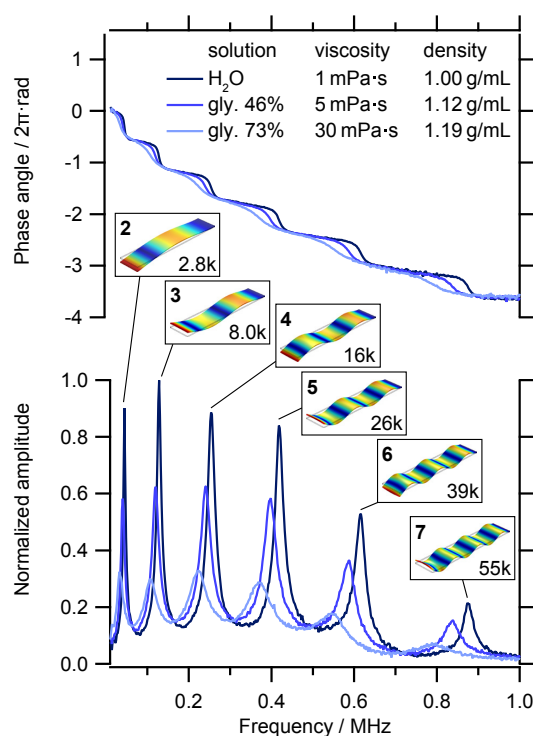 solution viscosity density
H₂O 1 mPa·s 1.00 g/mL
gly. 46% 5 mPa·s 1.12 g/mL
gly. 73% 30 mPa·s 1.19 g/mL
Phase angle / 2π·rad
1
0
-1
-2
-3
-4
2
2.8k
3
8.0k
4
16k
5
26k
6
39k
7
55k
Normalized amplitude
1.0
0.8
0.6
0.4
0.2
0.0
0.2 0.4 0.6 0.8 1.0
Frequency / MHz